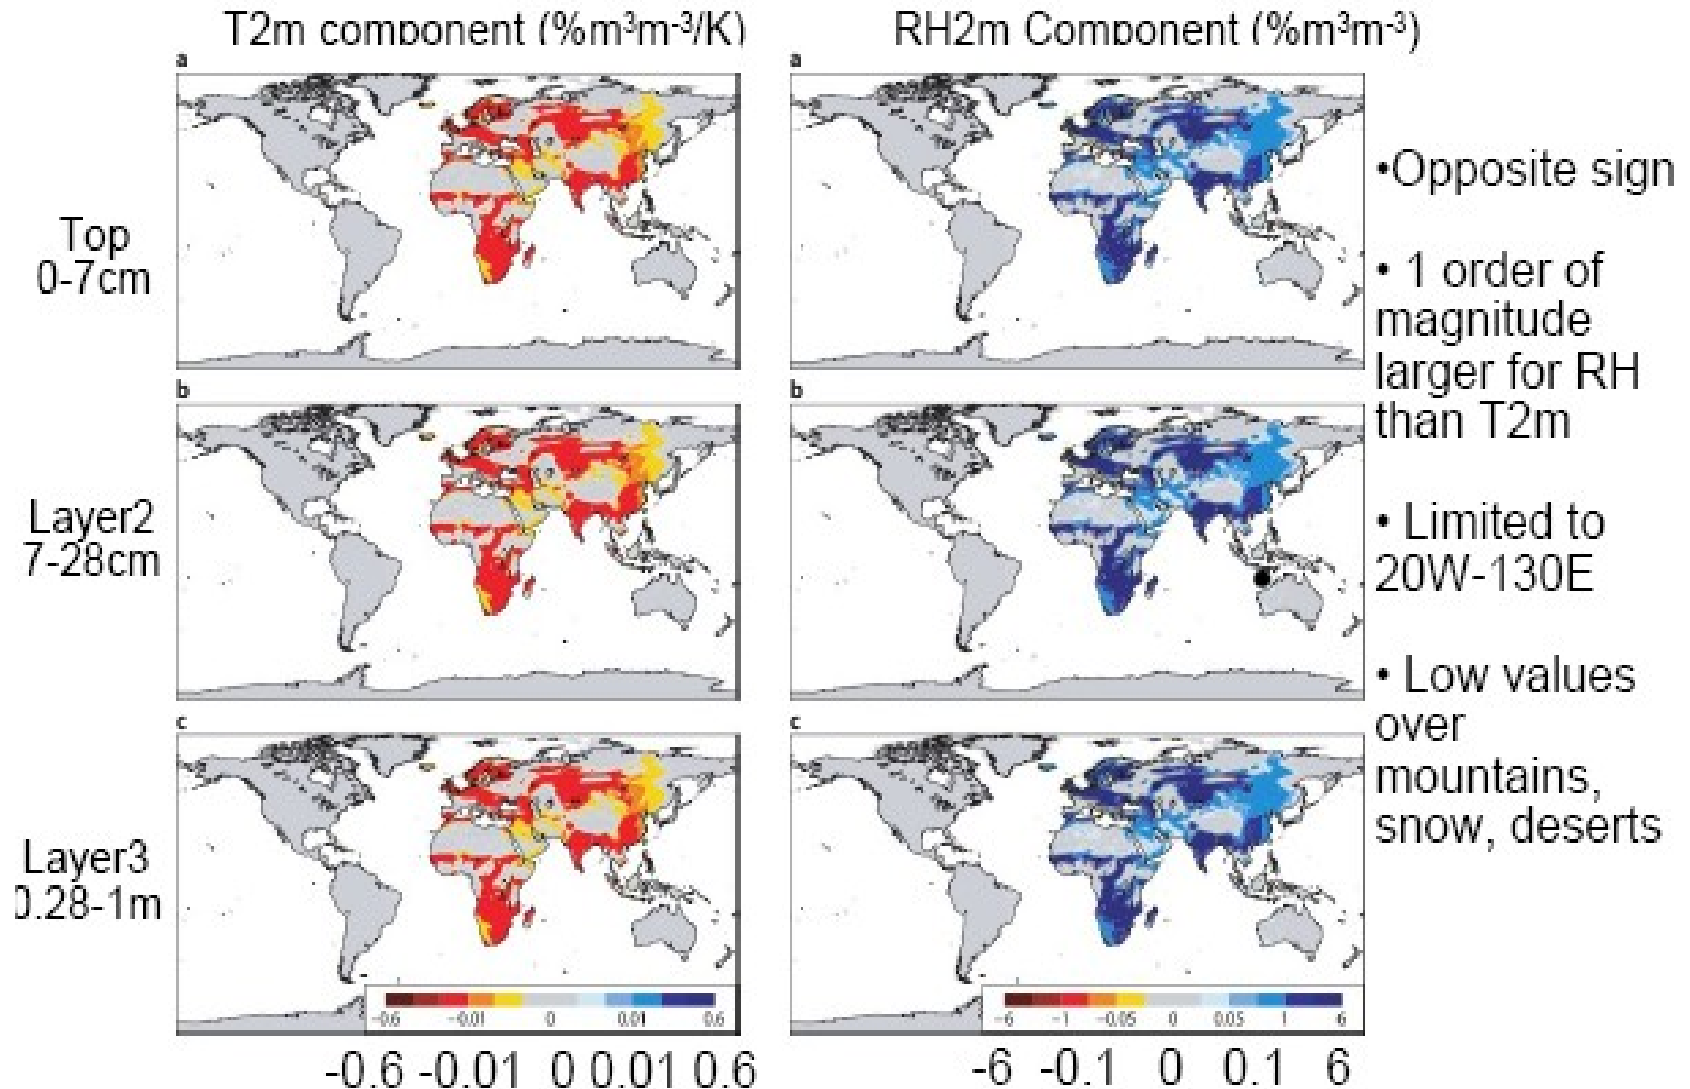 T2m component (%m³m⁻³/K)
RH2m Component (%m³m⁻³)
a
a
Top
0-7cm
b
b
Layer2
7-28cm
c
c
Layer3
0.28-1m
-0.6 -0.01 0 0.01 0.6
-6 -1 -0.05 0 0.05 1 6
-0.6 -0.01 0 0.01 0.6
-6 -0.1 0 0.1 6
•Opposite sign
• 1 order of
magnitude
larger for RH
than T2m
• Limited to
20W-130E
• Low values
over
mountains,
snow, deserts